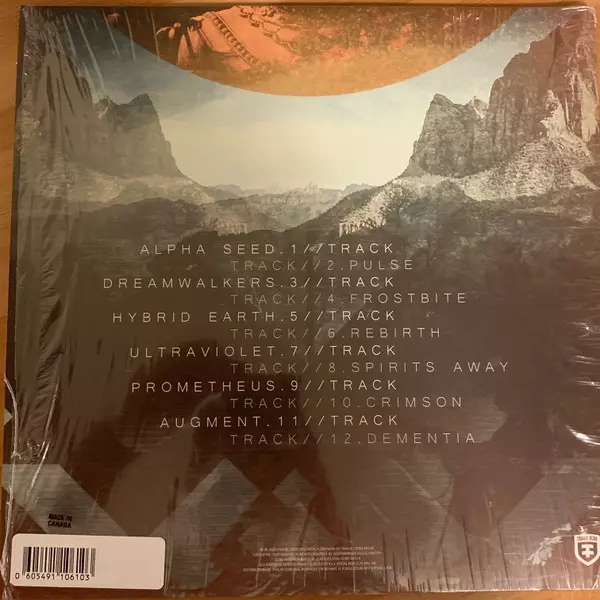 ALPHA SEED.1//TRACK
TRACK//2.PULSE
DREAMWALKERS.3//TRACK
TRACK//4.FROSTBITE
HYBRID EARTH.5//TRACK
TRACK//6.REBIRTH
ULTRAVIOLET.7//TRACK
TRACK//8.SPIRITS AWAY
PROMETHEUS.9//TRACK
TRACK//10.CRIMSON
AUGMENT.11//TRACK
TRACK//12.DEMENTIA
MADE IN
CANADA
0 605491 106103